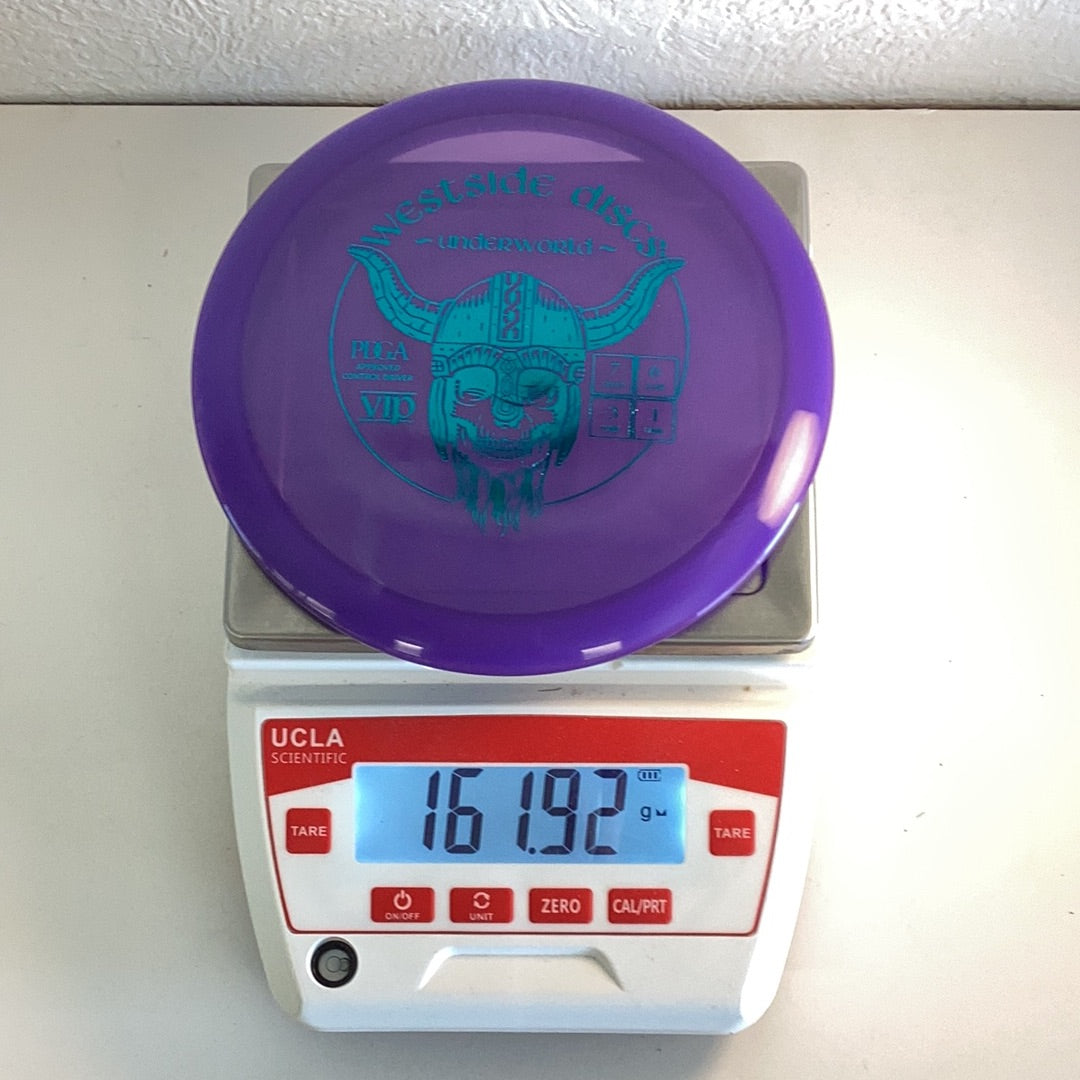 westside discs
~ underworld ~
PDGA
APPROVED
CONTROL DRIVER
VIP
7 6
-3 1
UCLA
SCIENTIFIC
161.92 g
TARE
TARE
ON/OFF
UNIT
ZERO
CAL/PRT